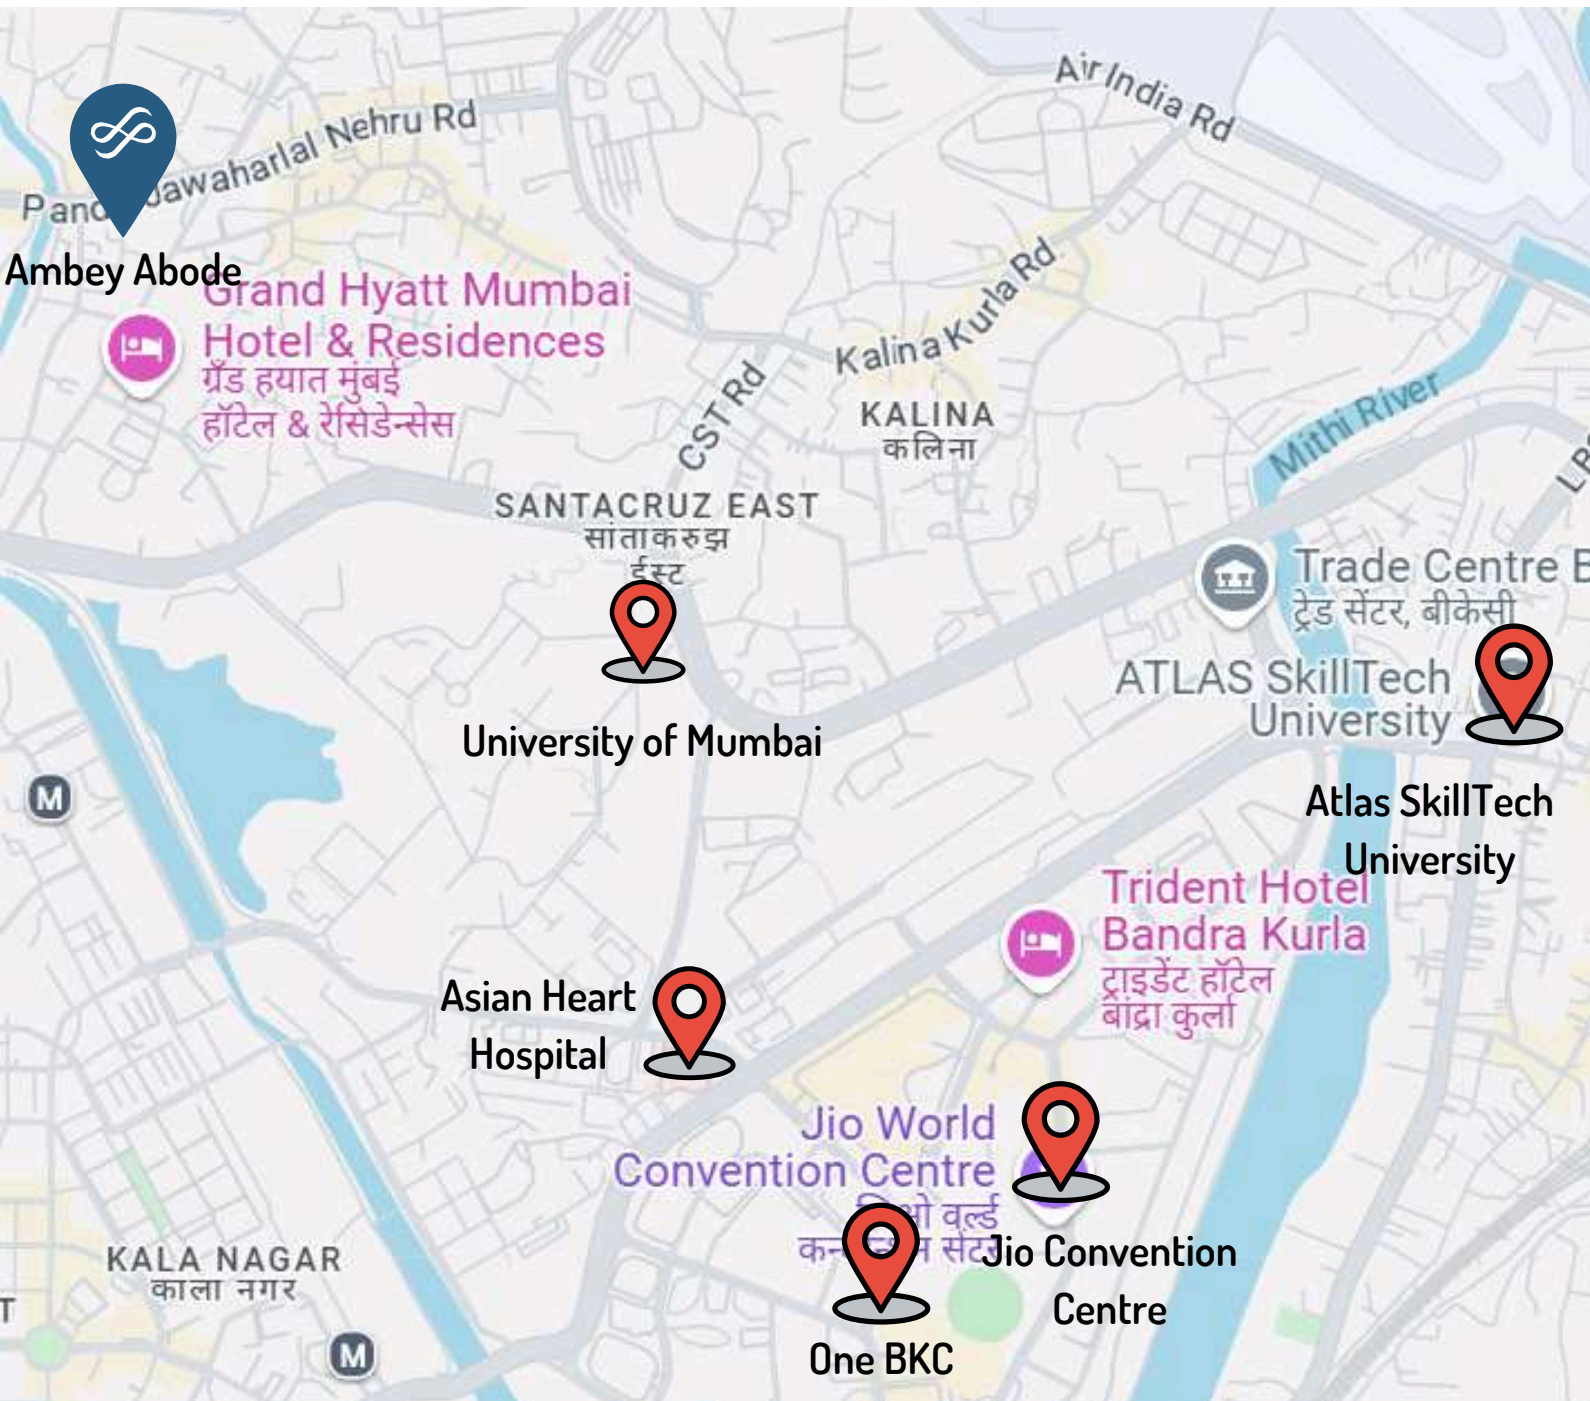 Air India Rd
Jawaharlal Nehru Rd
Ambey Abode
Grand Hyatt Mumbai
Hotel & Residences
ग्रँड हयात मुंबई
हॉटेल & रेसिडेन्सेस
Kalina Kurla Rd
CST Rd
KALINA
कलिना
Mithi River
SANTACRUZ EAST
सांताक्रुझ
ईस्ट
University of Mumbai
Trade Centre B
ट्रेड सेंटर, बीकेसी
ATLAS SkillTech
University
Atlas SkillTech
University
M
Trident Hotel
Bandra Kurla
ट्राइडेंट हॉटेल
बांद्रा कुर्ला
Asian Heart
Hospital
Jio World
Convention Centre
वर्ल्ड
सेंटर
Jio Convention
Centre
One BKC
KALA NAGAR
काला नगर
T
M